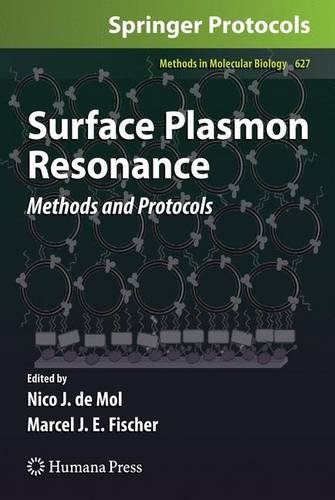 Springer Protocols
Methods in Molecular Biology 627
Surface Plasmon
Resonance
Methods and Protocols
Edited by
Nico J. de Mol
Marcel J. E. Fischer
Humana Press